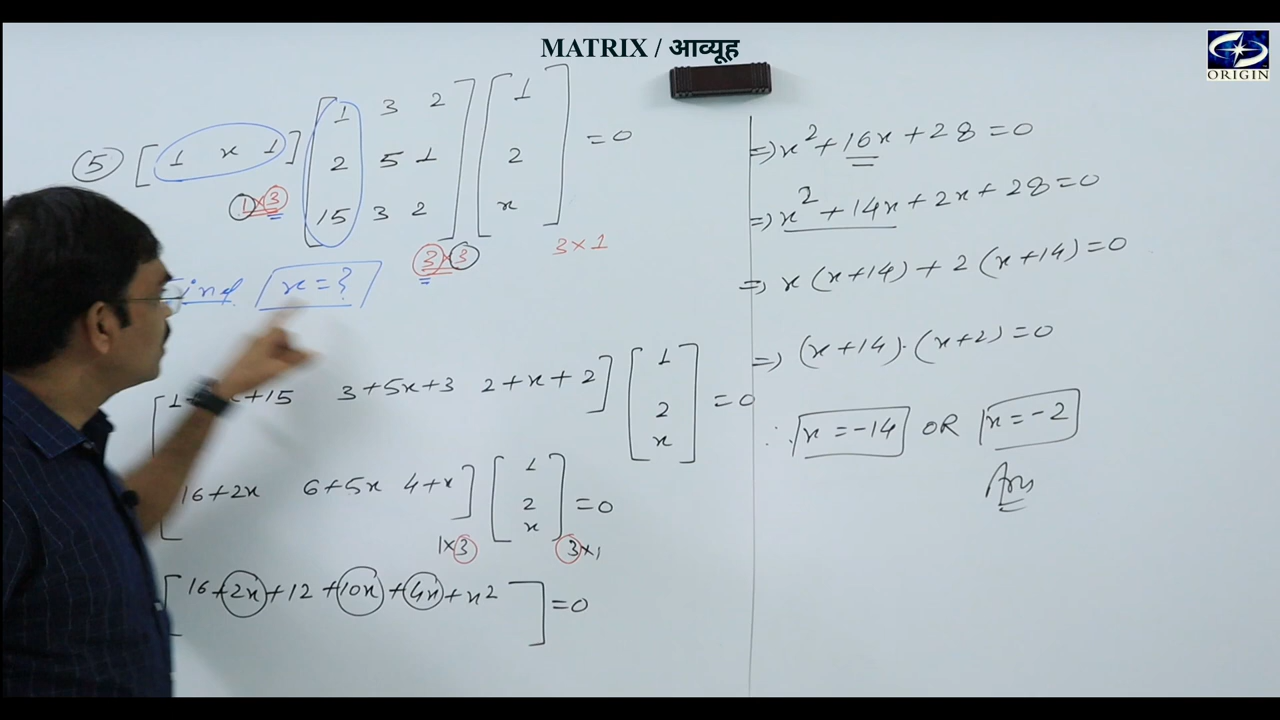 MATRIX / आव्यूह
ORIGIN
⑤ [ 1 x 1 ] [ 1 3 2 ] [ 1 ] = 0
2 5 1 2
15 3 2 x
1×3 3×3 3×1
Find x = ?
[ 1 x+15 3+5x+3 2+x+2 ] [ 1 2 x ] = 0
16+2x 6+5x 4+x ] [ 1 2 x ] = 0
1×3 3×1
[ 16+2x+12+10x+4x+x² ] = 0
=> x²+16x+28=0
=> x²+14x+2x+28=0
=> x(x+14)+2(x+14)=0
=> (x+14).(x+2)=0
∴ x=-14 OR x=-2
Ans